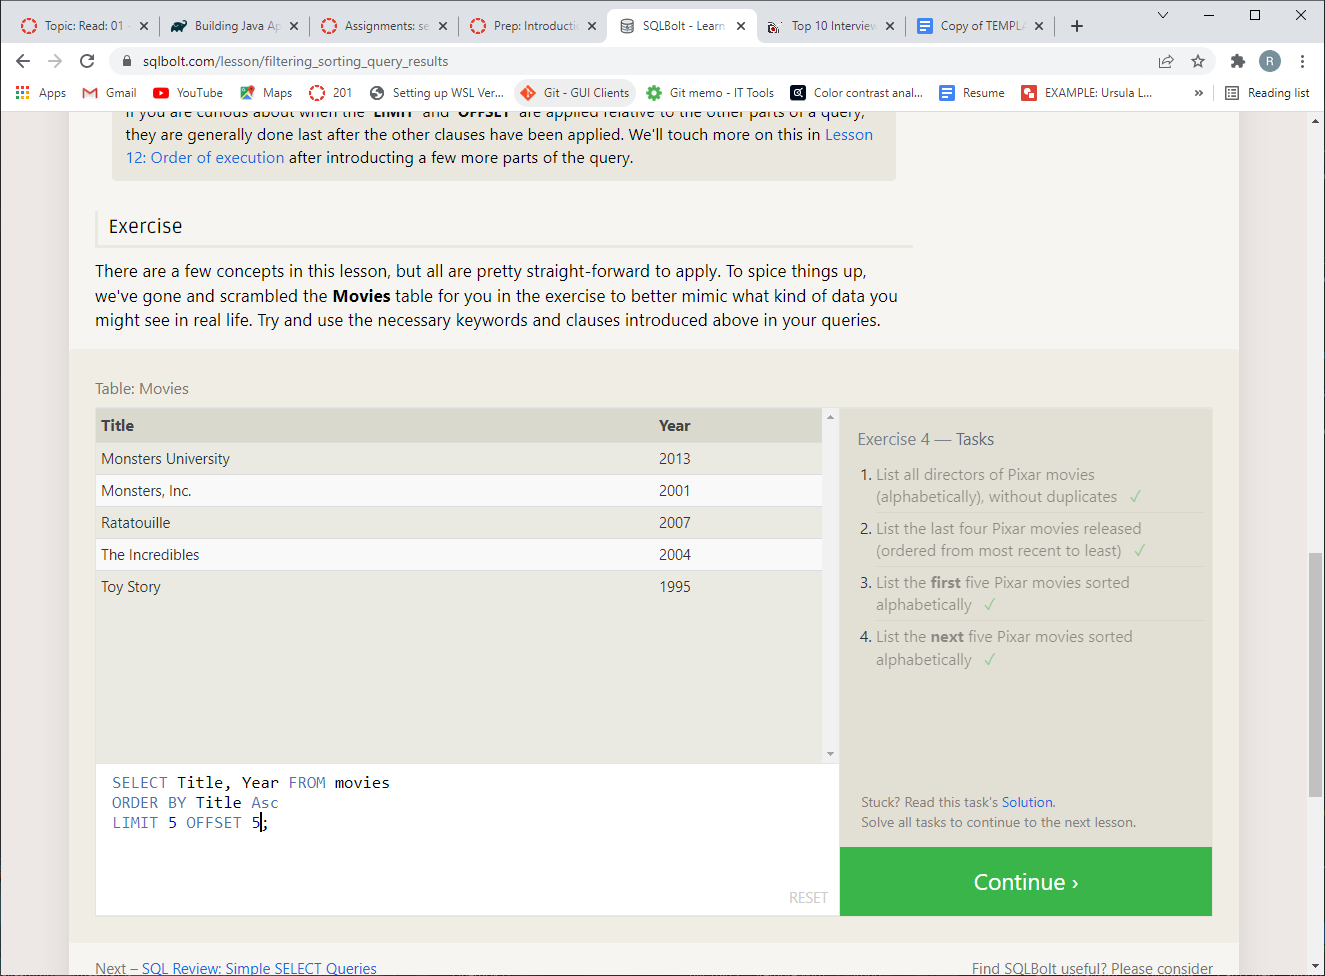 Topic: Read: 01 -
Building Java Ap
Assignments: se
Prep: Introductio
SQLBolt - Learn
Top 10 Interview
Copy of TEMPLA
sqlbolt.com/lesson/filtering_sorting_query_results
R
Apps
Gmail
YouTube
Maps
201
Setting up WSL Ver...
Git - GUI Clients
Git memo - IT Tools
Color contrast anal...
Resume
EXAMPLE: Ursula L...
»
Reading list
If you are curious about when the LIMIT and OFFSET are applied relative to the other parts of a query,
they are generally done last after the other clauses have been applied. We'll touch more on this in Lesson
12: Order of execution after introducting a few more parts of the query.
Exercise
There are a few concepts in this lesson, but all are pretty straight-forward to apply. To spice things up,
we've gone and scrambled the Movies table for you in the exercise to better mimic what kind of data you
might see in real life. Try and use the necessary keywords and clauses introduced above in your queries.
Table: Movies
Title Year
Monsters University 2013
Monsters, Inc. 2001
Ratatouille 2007
The Incredibles 2004
Toy Story 1995
SELECT Title, Year FROM movies
ORDER BY Title Asc
LIMIT 5 OFFSET 5;
RESET
Exercise 4 — Tasks
1. List all directors of Pixar movies
(alphabetically), without duplicates ✓
2. List the last four Pixar movies released
(ordered from most recent to least) ✓
3. List the first five Pixar movies sorted
alphabetically ✓
4. List the next five Pixar movies sorted
alphabetically ✓
Stuck? Read this task's Solution.
Solve all tasks to continue to the next lesson.
Continue ›
Next – SQL Review: Simple SELECT Queries
Find SQLBolt useful? Please consider